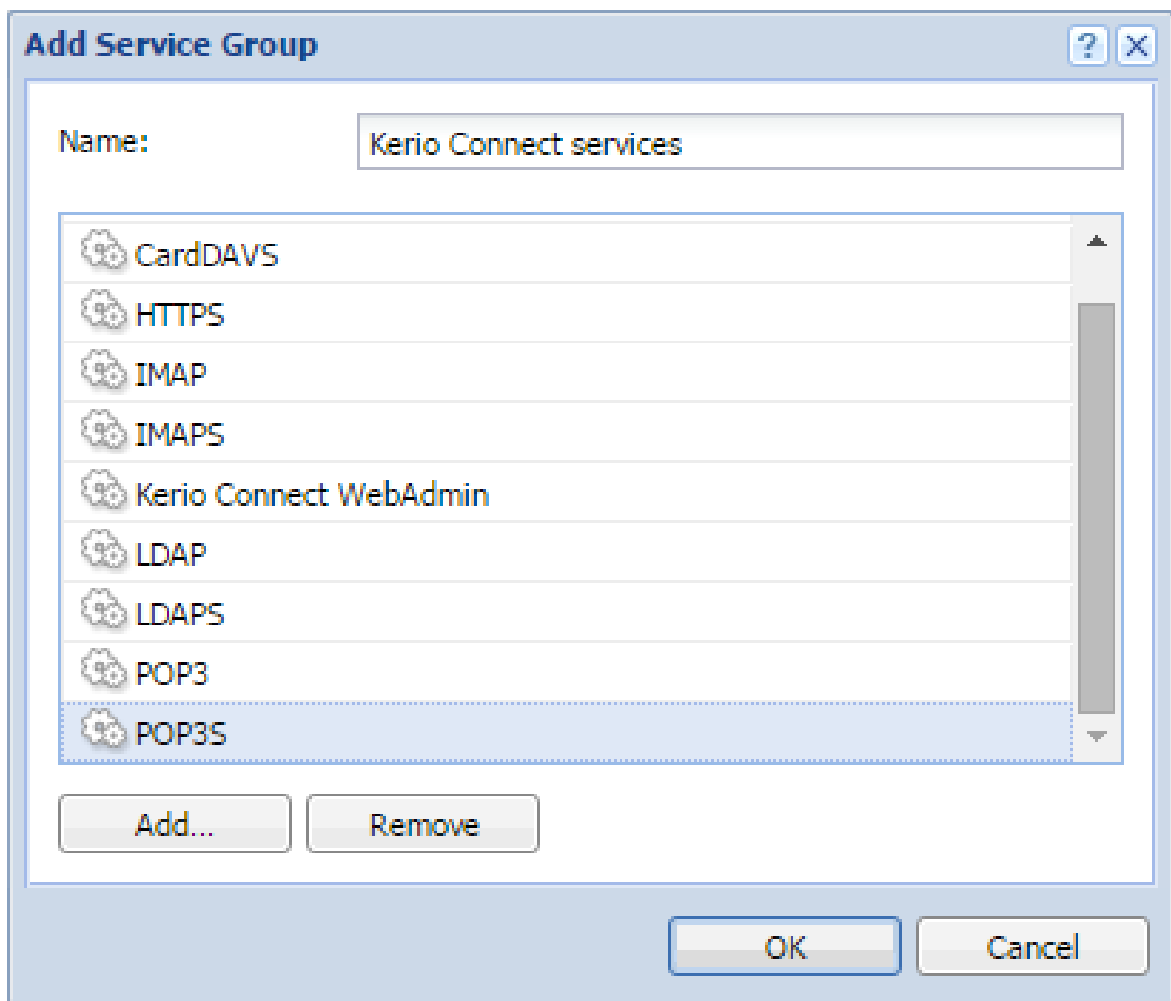 Add Service Group
Name: Kerio Connect services
CardDAVS
HTTPS
IMAP
IMAPS
Kerio Connect WebAdmin
LDAP
LDAPS
POP3
POP3S
Add... Remove
OK Cancel